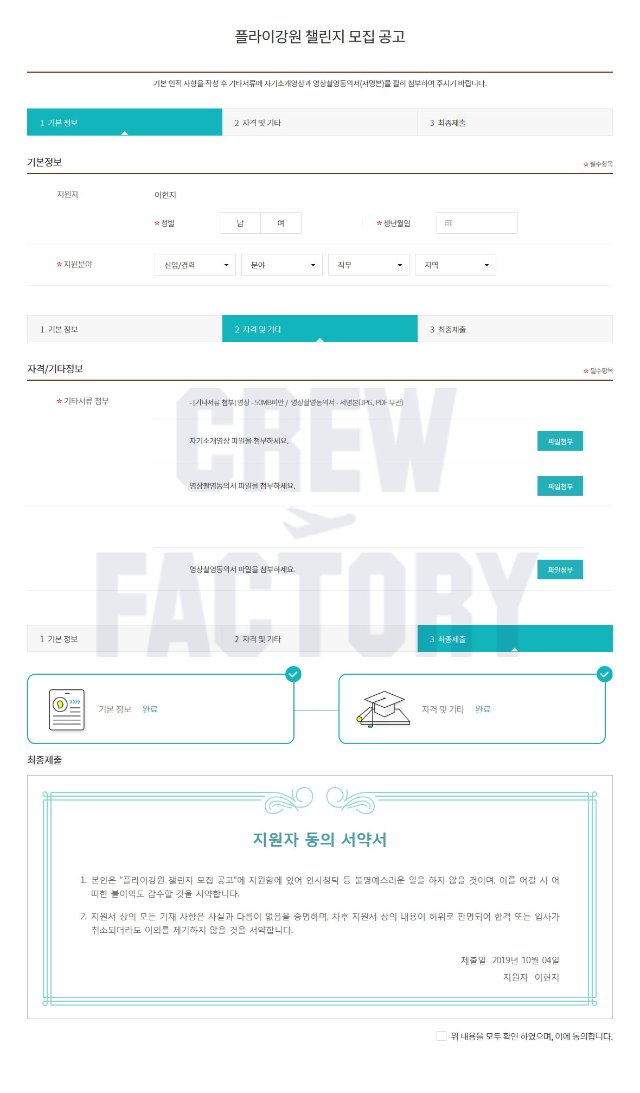 플라이강원 챌린지 모집 공고
기본 인적 사항을 작성 후 기타서류에 자기소개영상과 영상촬영동의서(서명본)를 필히 첨부하여 주시기 바랍니다.
1 기본 정보 2 자격 및 기타 3 최종제출
기본정보 * 필수항목
지원자 이현지
* 성별 남 여 * 생년월일
* 지원분야 신입/경력 분야 직무 지역
1 기본 정보 2 자격 및 기타 3 최종제출
자격/기타정보 * 필수항목
* 기타서류 첨부 - [기타서류 첨부] 영상 - 50MB미만 / 영상촬영동의서 - 서명본(JPG, PDF 무관)
자기소개영상 파일을 첨부하세요. 파일첨부
영상촬영동의서 파일을 첨부하세요. 파일첨부
영상촬영동의서 파일을 첨부하세요. 파일첨부
CREW
FACTORY
1 기본 정보 2 자격 및 기타 3 최종제출
기본 정보 완료 자격 및 기타 완료
최종제출
지원자 동의 서약서
1. 본인은 "플라이강원 챌린지 모집 공고"에 지원함에 있어 인사청탁 등 불명예스러운 일을 하지 않을 것이며, 이를 어길 시 어
떠한 불이익도 감수할 것을 서약합니다.
2. 지원서 상의 모든 기재 사항은 사실과 다름이 없음을 증명하며, 차후 지원서 상의 내용이 허위로 판명되어 합격 또는 입사가
취소되더라도 이의를 제기하지 않을 것을 서약합니다.
제출일 2019년 10월 04일
지원자 이현지
위 내용을 모두 확인 하였으며, 이에 동의합니다.